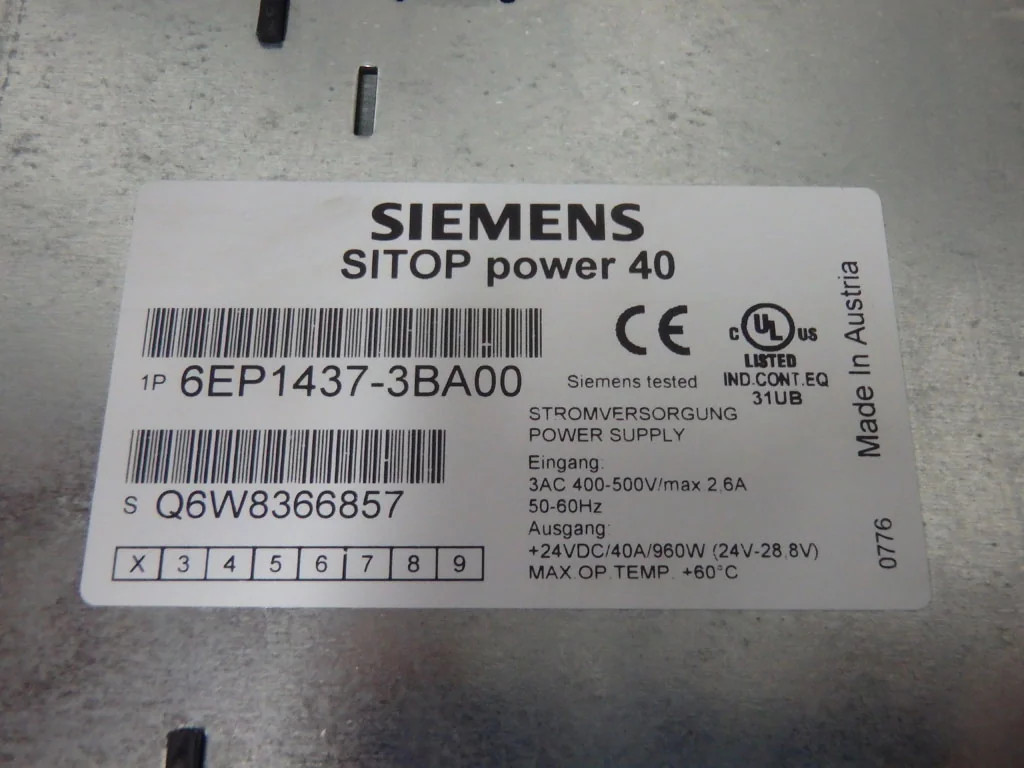 SIEMENS
SITOP power 40
1P 6EP1437-3BA00
S Q6W8366857
X 3 4 5 6 7 8 9
CE
Siemens tested
C UL US
LISTED
IND.CONT.EQ
31UB
STROMVERSORGUNG
POWER SUPPLY
Eingang:
3AC 400-500V/max 2,6A
50-60Hz
Ausgang:
+24VDC/40A/960W (24V-28,8V)
MAX.OP.TEMP. +60°C
Made In Austria
0776